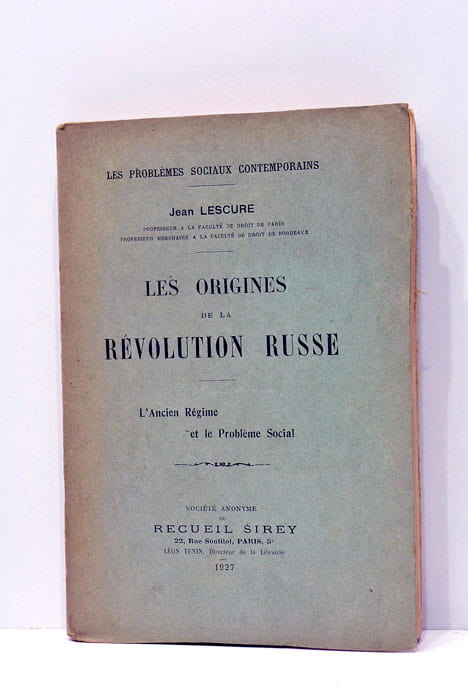 LES PROBLÈMES SOCIAUX CONTEMPORAINS
Jean LESCURE
PROFESSEUR A LA FACULTÉ DE DROIT DE PARIS
PROFESSEUR HONORAIRE A LA FACULTÉ DE DROIT DE BORDEAUX
LES ORIGINES
DE LA
RÉVOLUTION RUSSE
L'Ancien Régime
et le Problème Social
SOCIÉTÉ ANONYME
DU
RECUEIL SIREY
22, Rue Soufflot, PARIS, 5e
LÉON TENIN, Directeur de la Librairie
1927